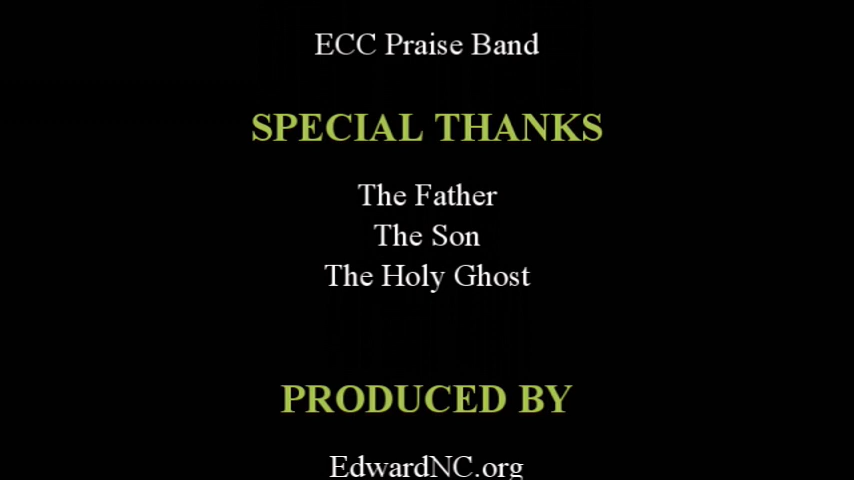 ECC Praise Band
SPECIAL THANKS
The Father
The Son
The Holy Ghost
PRODUCED BY
EdwardNC.org